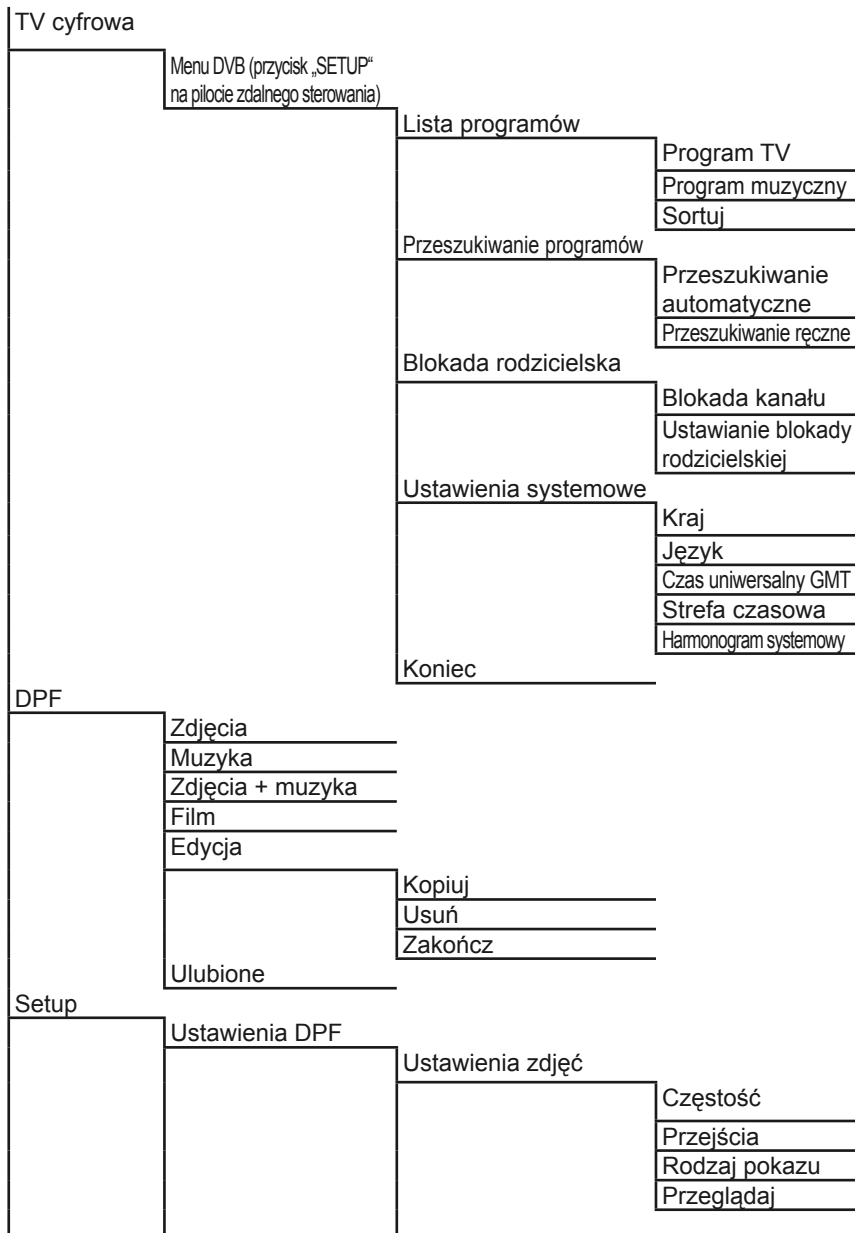 TV cyfrowa
Menu DVB (przycisk „SETUP“
na pilocie zdalnego sterowania)
Lista programów
Program TV
Program muzyczny
Sortuj
Przeszukiwanie programów
Przeszukiwanie
automatyczne
Przeszukiwanie ręczne
Blokada rodzicielska
Blokada kanału
Ustawianie blokady
rodzicielskiej
Ustawienia systemowe
Kraj
Język
Czas uniwersalny GMT
Strefa czasowa
Harmonogram systemowy
Koniec
DPF
Zdjęcia
Muzyka
Zdjęcia + muzyka
Film
Edycja
Kopiuj
Usuń
Zakończ
Ulubione
Setup
Ustawienia DPF
Ustawienia zdjęć
Częstość
Przejścia
Rodzaj pokazu
Przeglądaj